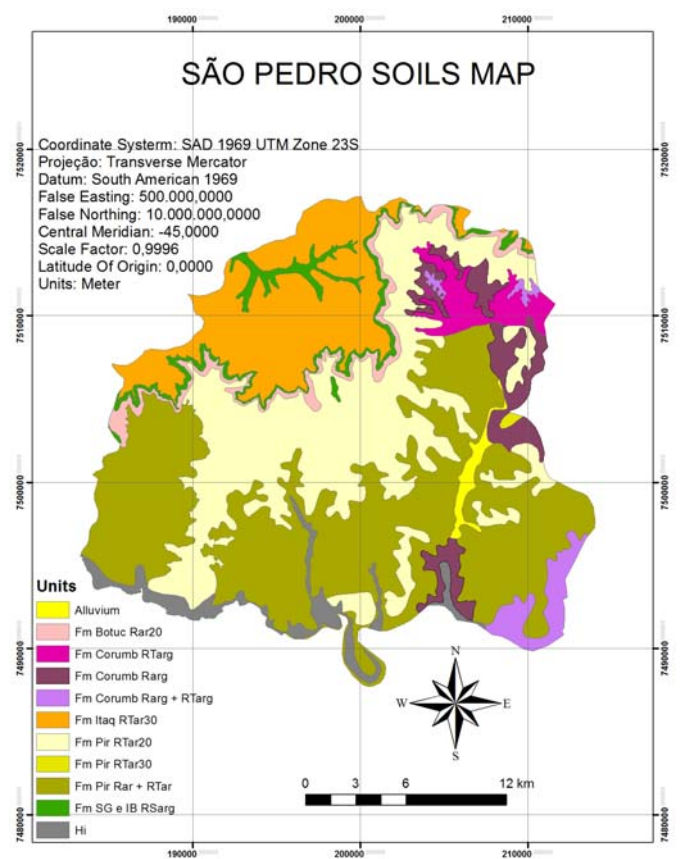 190000 200000 210000
SÃO PEDRO SOILS MAP
Coordinate Systerm: SAD 1969 UTM Zone 23S
Projeção: Transverse Mercator
Datum: South American 1969
False Easting: 500.000,0000
False Northing: 10.000.000,0000
Central Meridian: -45,0000
Scale Factor: 0,9996
Latitude Of Origin: 0,0000
Units: Meter
7520000 7520000
7510000 7510000
7500000 7500000
7490000 7490000
7480000 7480000
Units
Alluvium
Fm Botuc Rar20
Fm Corumb RTarg
Fm Corumb Rarg
Fm Corumb Rarg + RTarg
Fm Itaq RTar30
Fm Pir RTar20
Fm Pir RTar30
Fm Pir Rar + RTar
Fm SG e IB RSarg
Hi
N
W E
S
0 3 6 12 km
190000 200000 210000